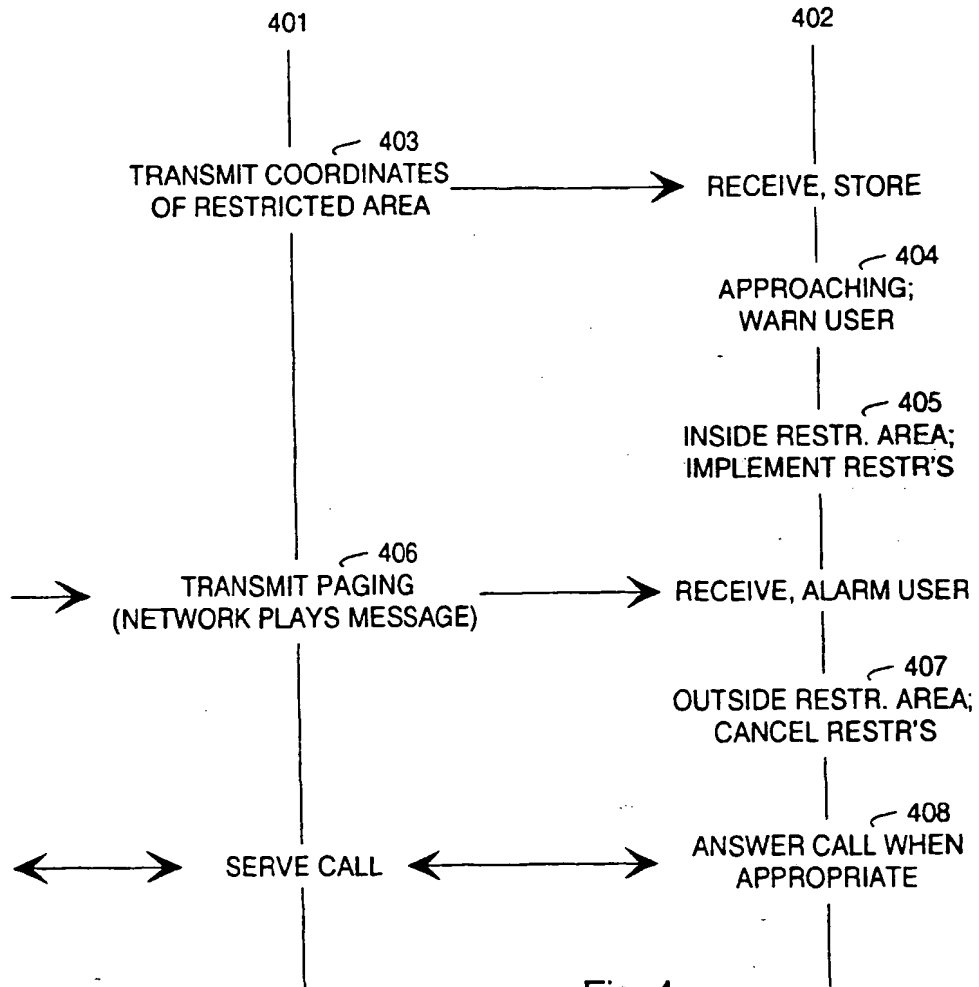 401
402
403
TRANSMIT COORDINATES
OF RESTRICTED AREA
RECEIVE, STORE
404
APPROACHING;
WARN USER
405
INSIDE RESTR. AREA;
IMPLEMENT RESTR'S
406
TRANSMIT PAGING
(NETWORK PLAYS MESSAGE)
RECEIVE, ALARM USER
407
OUTSIDE RESTR. AREA;
CANCEL RESTR'S
408
SERVE CALL
ANSWER CALL WHEN
APPROPRIATE